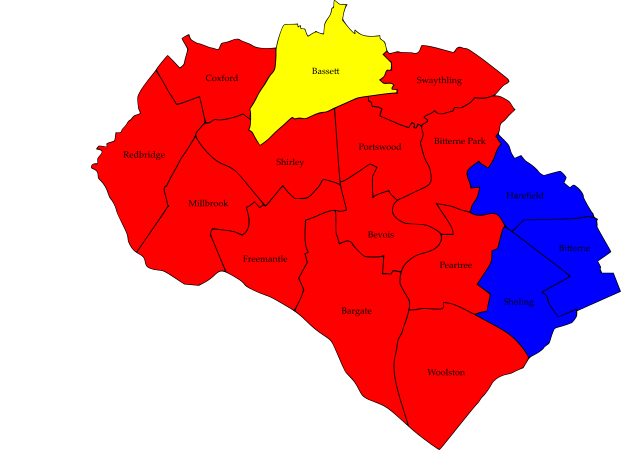 Bassett
Coxford
Swaythling
Bitterne Park
Portswood
Redbridge
Shirley
Harefield
Millbrook
Bevois
Bitterne
Freemantle
Peartree
Sholing
Bargate
Woolston